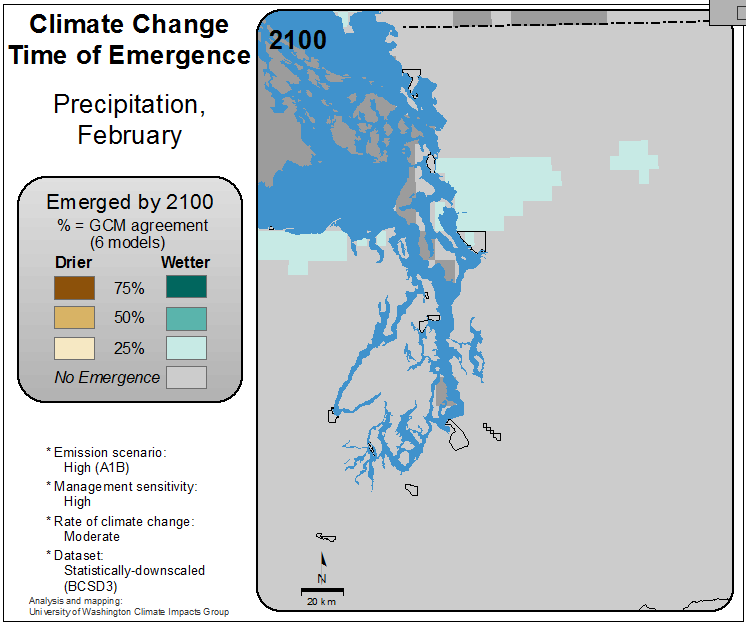 Climate Change
Time of Emergence
Precipitation,
February
Emerged by 2100
% = GCM agreement
(6 models)
Drier Wetter
75%
50%
25%
No Emergence
* Emission scenario:
High (A1B)
* Management sensitivity:
High
* Rate of climate change:
Moderate
* Dataset:
Statistically-downscaled
(BCSD3)
Analysis and mapping:
University of Washington Climate Impacts Group
2100
N
20 km